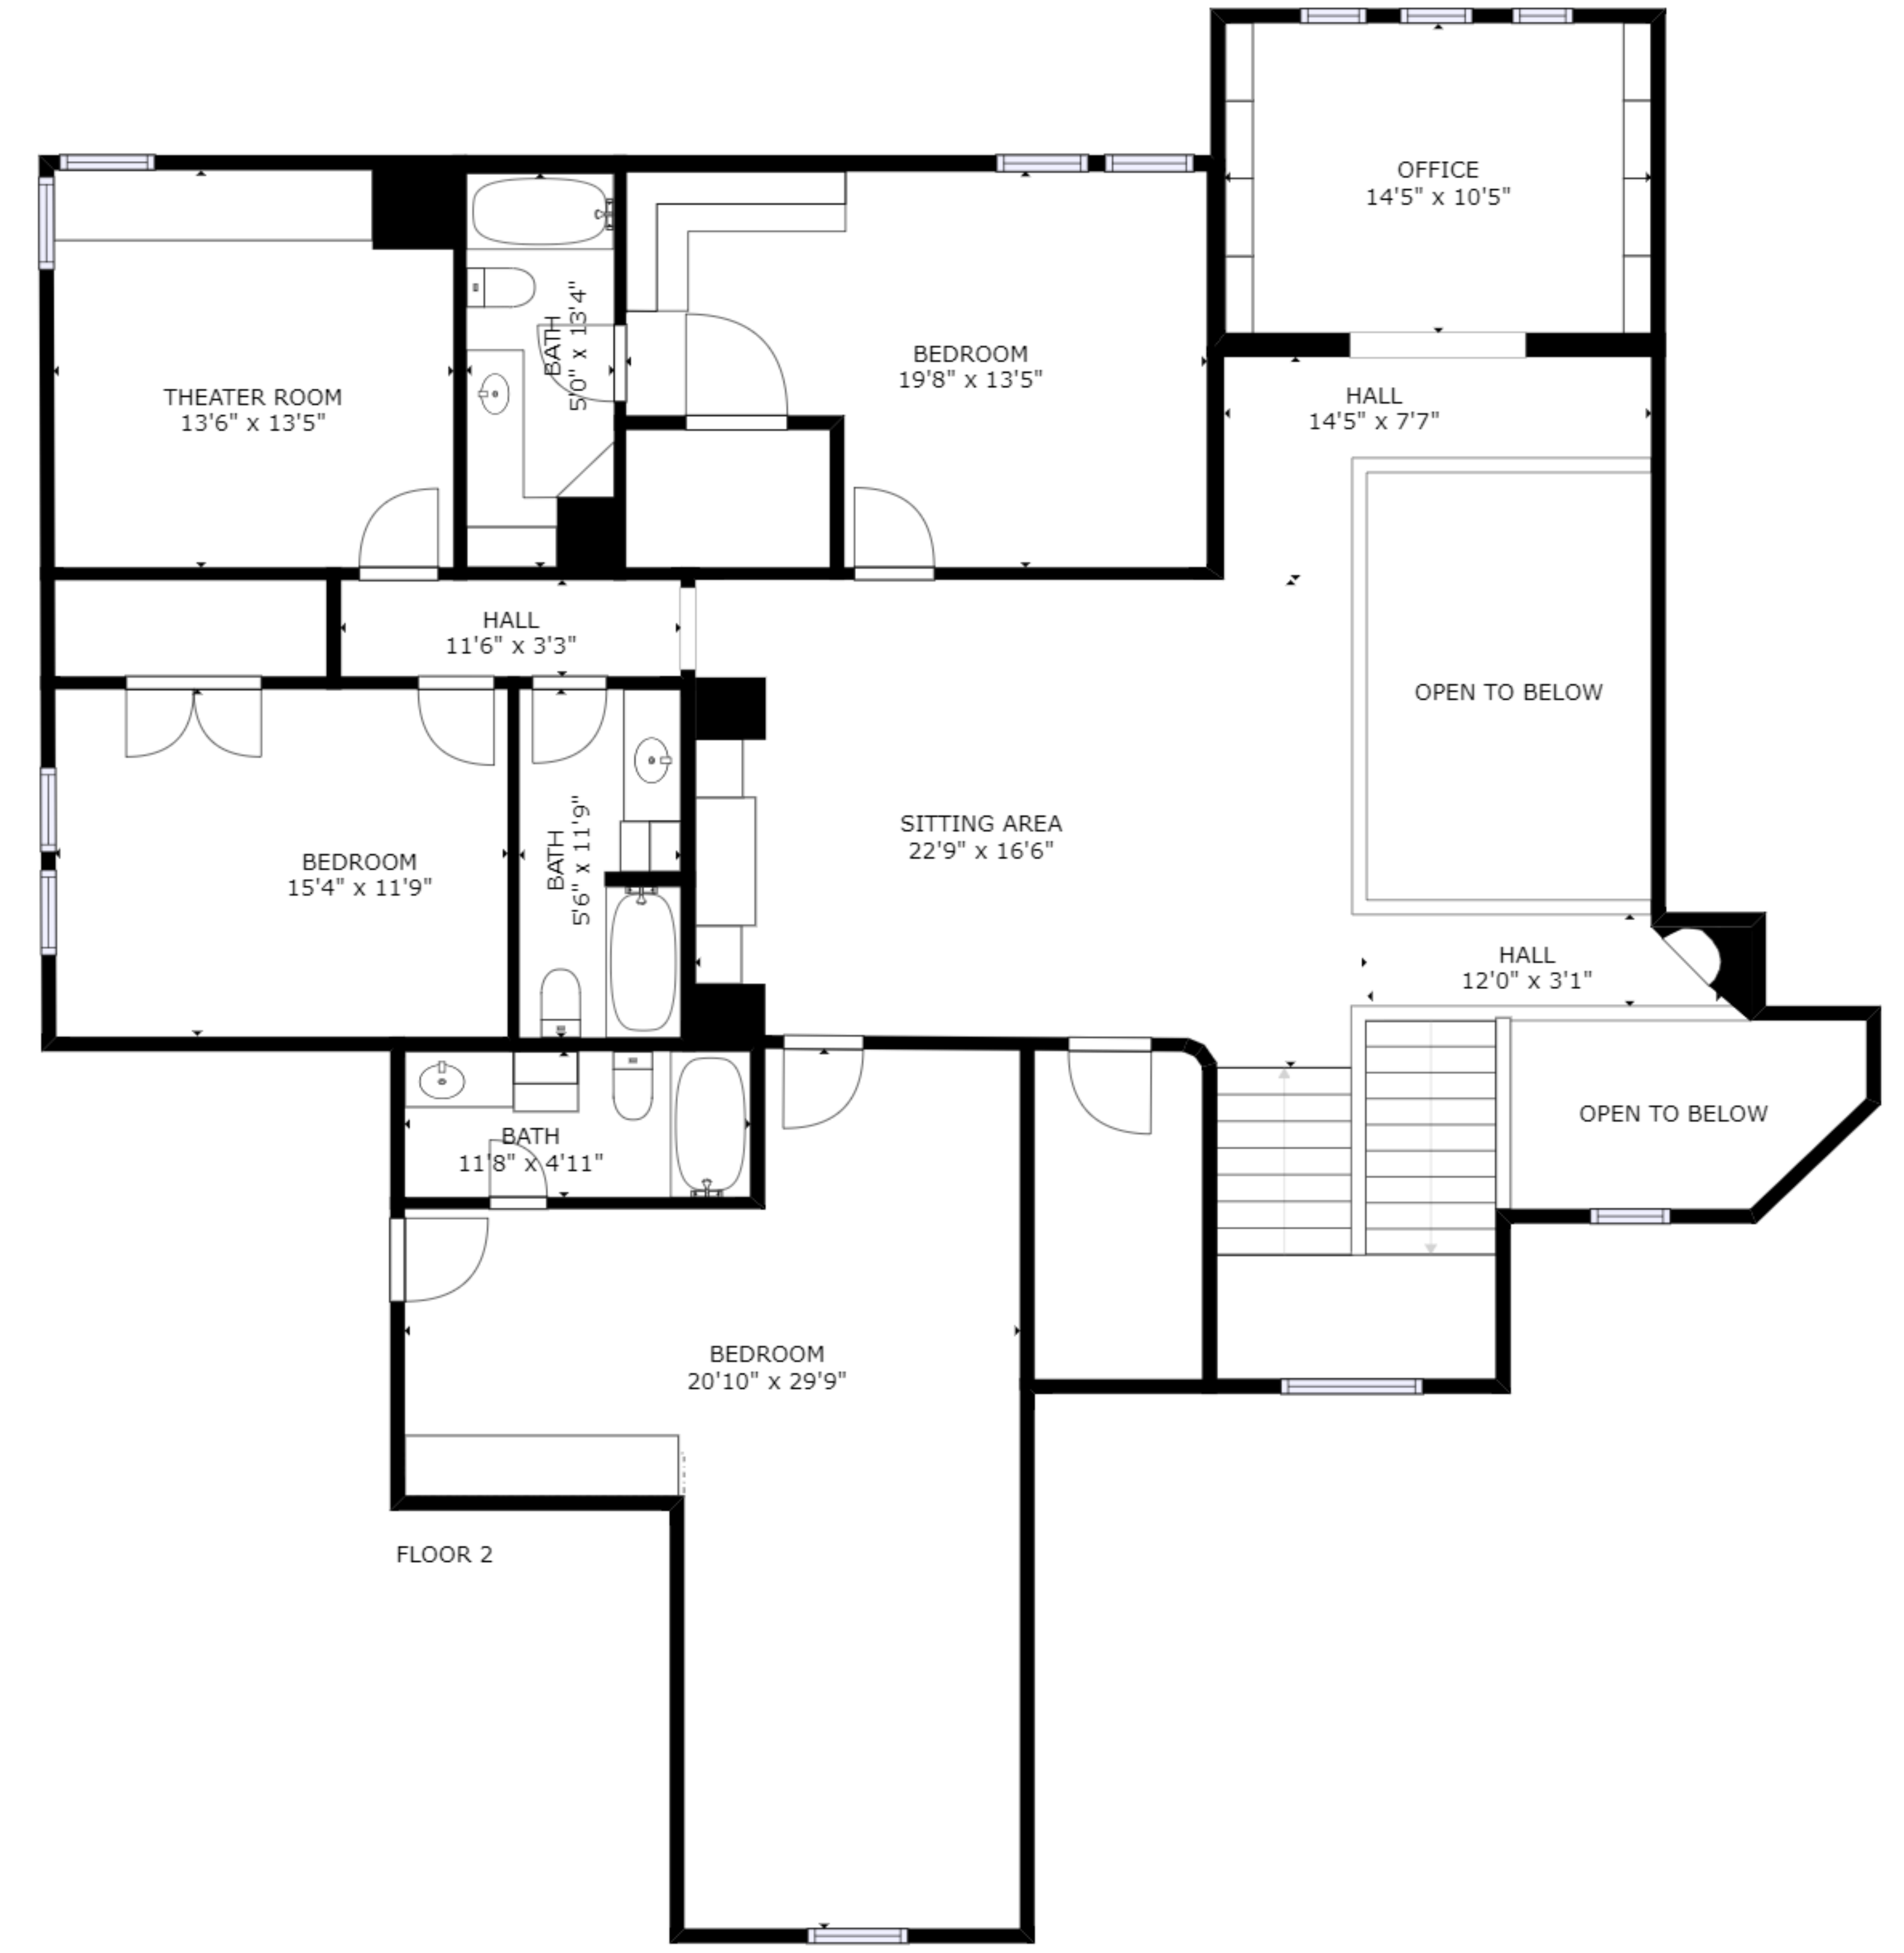 OFFICE
14'5" x 10'5"
BATH
5'0" x 13'4"
BEDROOM
19'8" x 13'5"
THEATER ROOM
13'6" x 13'5"
HALL
14'5" x 7'7"
HALL
11'6" x 3'3"
OPEN TO BELOW
SITTING AREA
22'9" x 16'6"
BEDROOM
15'4" x 11'9"
BATH
5'6" x 11'9"
HALL
12'0" x 3'1"
OPEN TO BELOW
BATH
11'8" x 4'11"
BEDROOM
20'10" x 29'9"
FLOOR 2